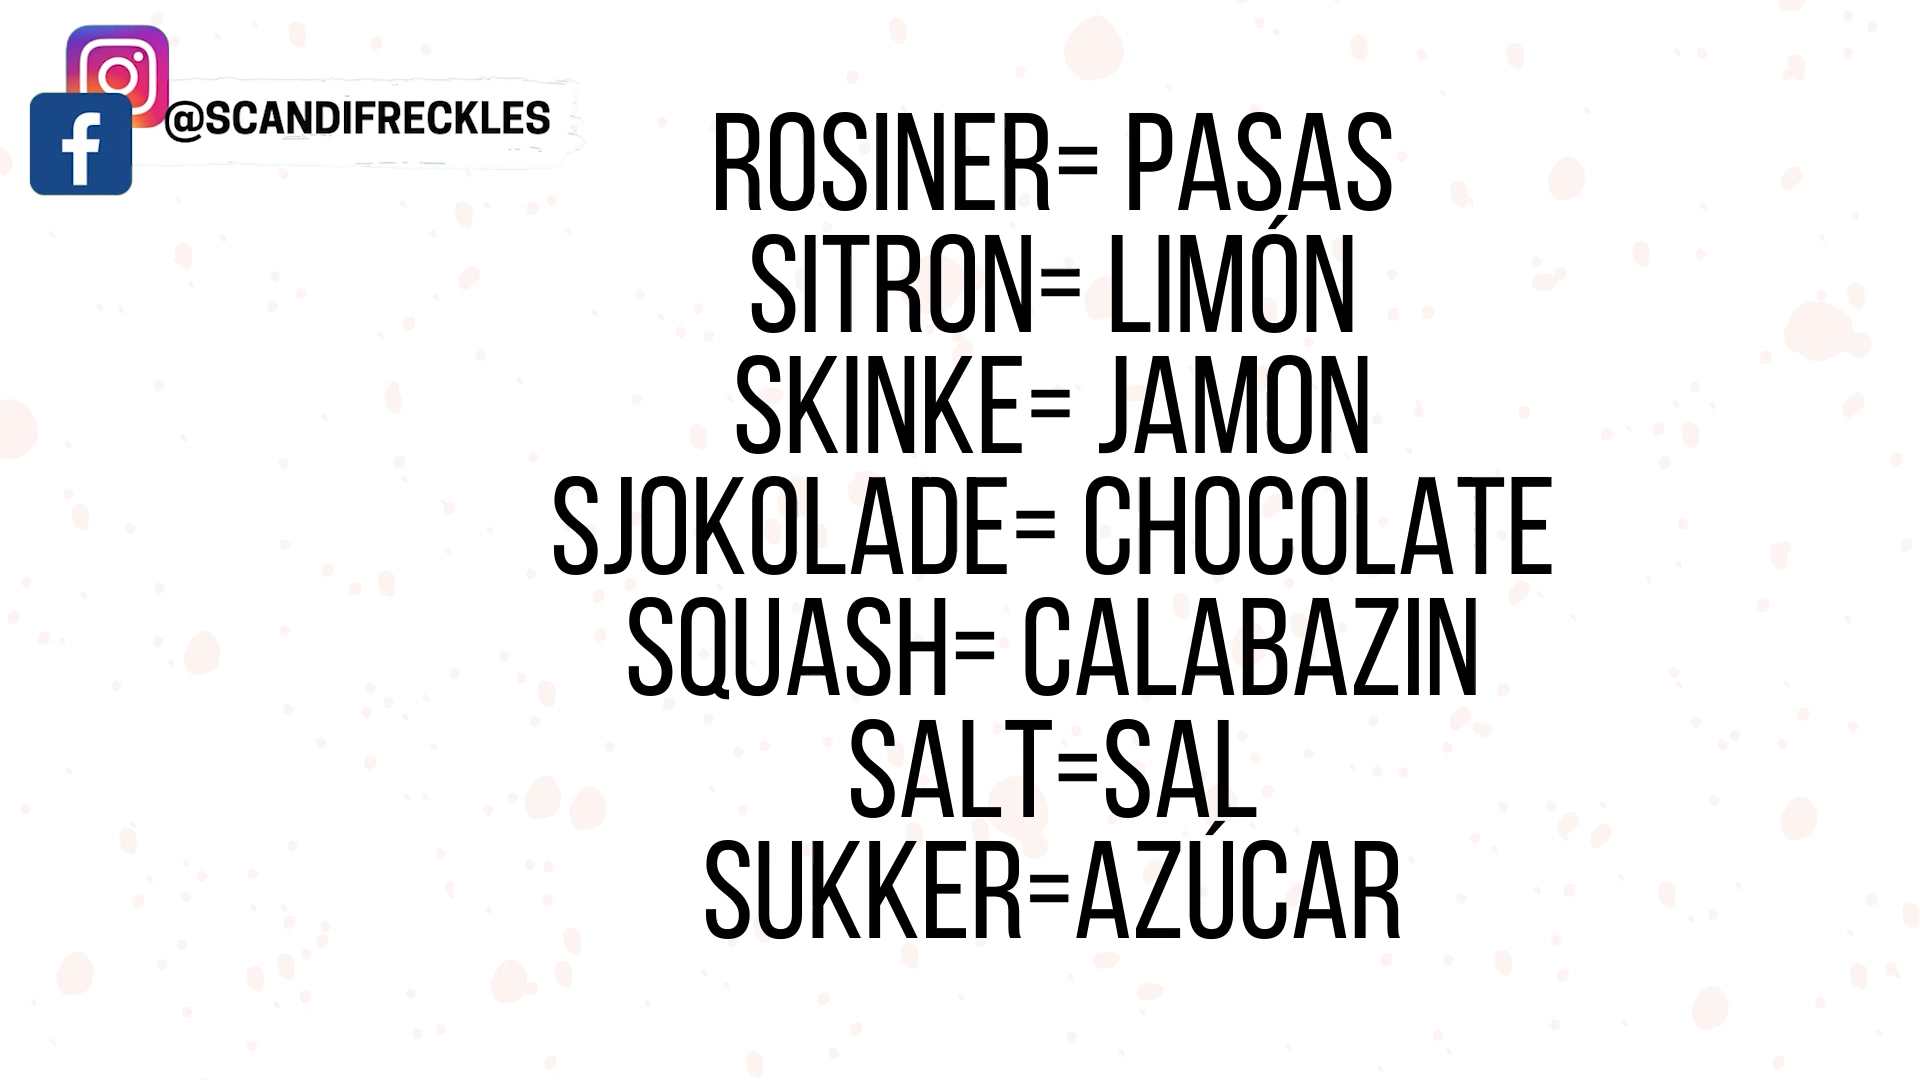 @SCANDIFRECKLES
ROSINER= PASAS
SITRON= LIMÓN
SKINKE= JAMON
SJOKOLADE= CHOCOLATE
SQUASH= CALABAZIN
SALT=SAL
SUKKER=AZÚCAR